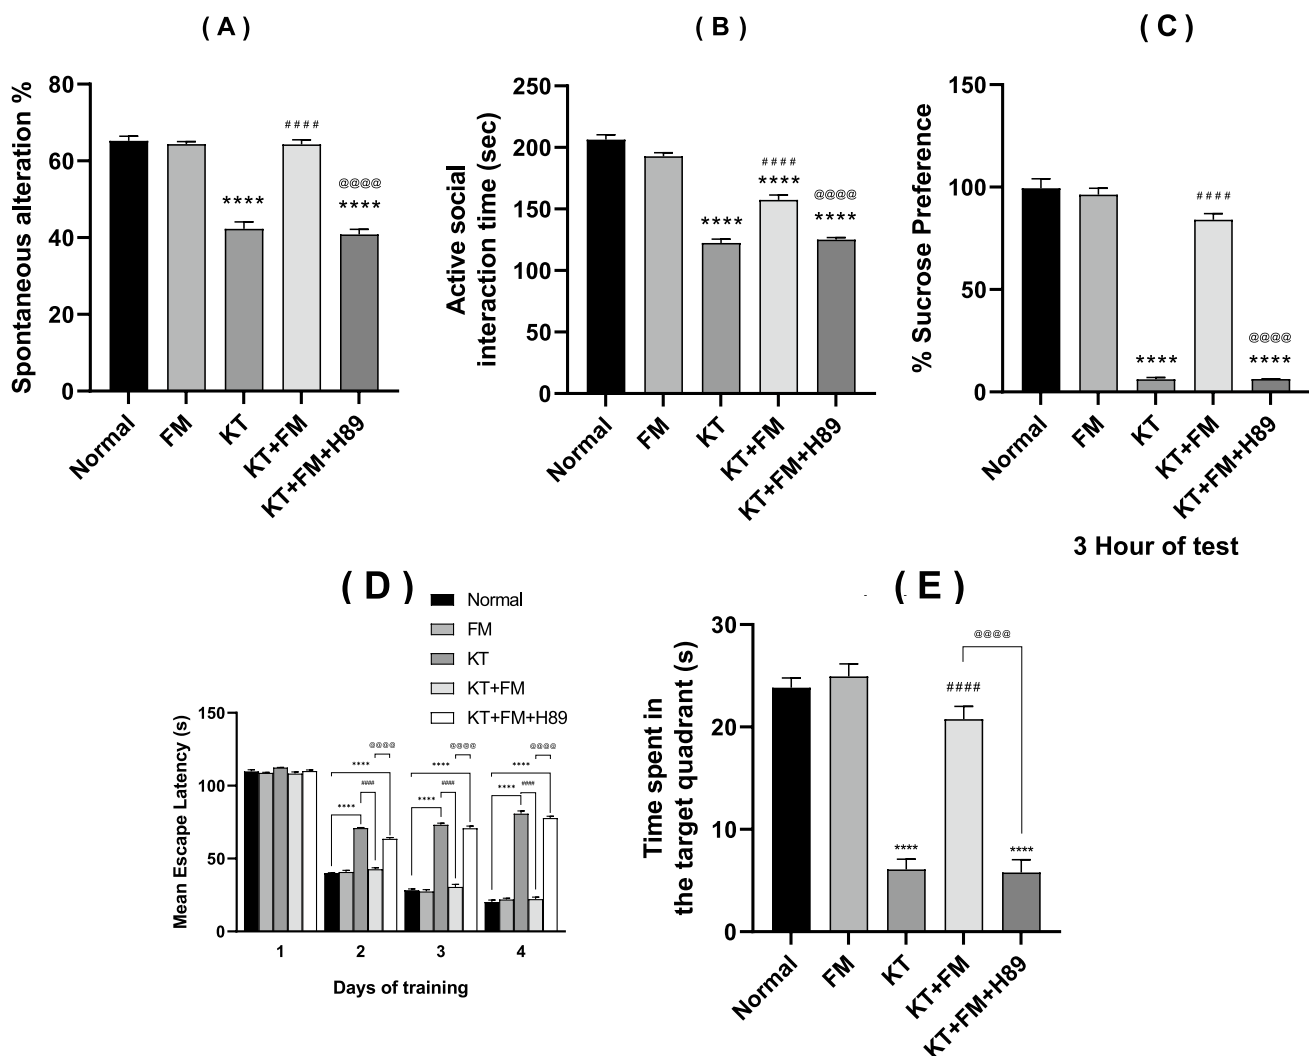 ( A )
Spontaneous alteration %
80
60
40
20
0
****
####
@@@@
****
Normal
FM
KT
KT+FM
KT+FM+H89
( B )
Active social
interaction time (sec)
250
200
150
100
50
0
****
####
****
@@@@
****
Normal
FM
KT
KT+FM
KT+FM+H89
( C )
% Sucrose Preference
150
100
50
0
****
####
@@@@
****
Normal
FM
KT
KT+FM
KT+FM+H89
3 Hour of test
( D )
Normal
FM
KT
KT+FM
KT+FM+H89
Mean Escape Latency (s)
150
100
50
0
@@@@
****
####
****
@@@@
****
####
****
@@@@
****
####
****
1
2
3
4
Days of training
( E )
Time spent in
the target quadrant (s)
30
20
10
0
@@@@
####
****
****
Normal
FM
KT
KT+FM
KT+FM+H89